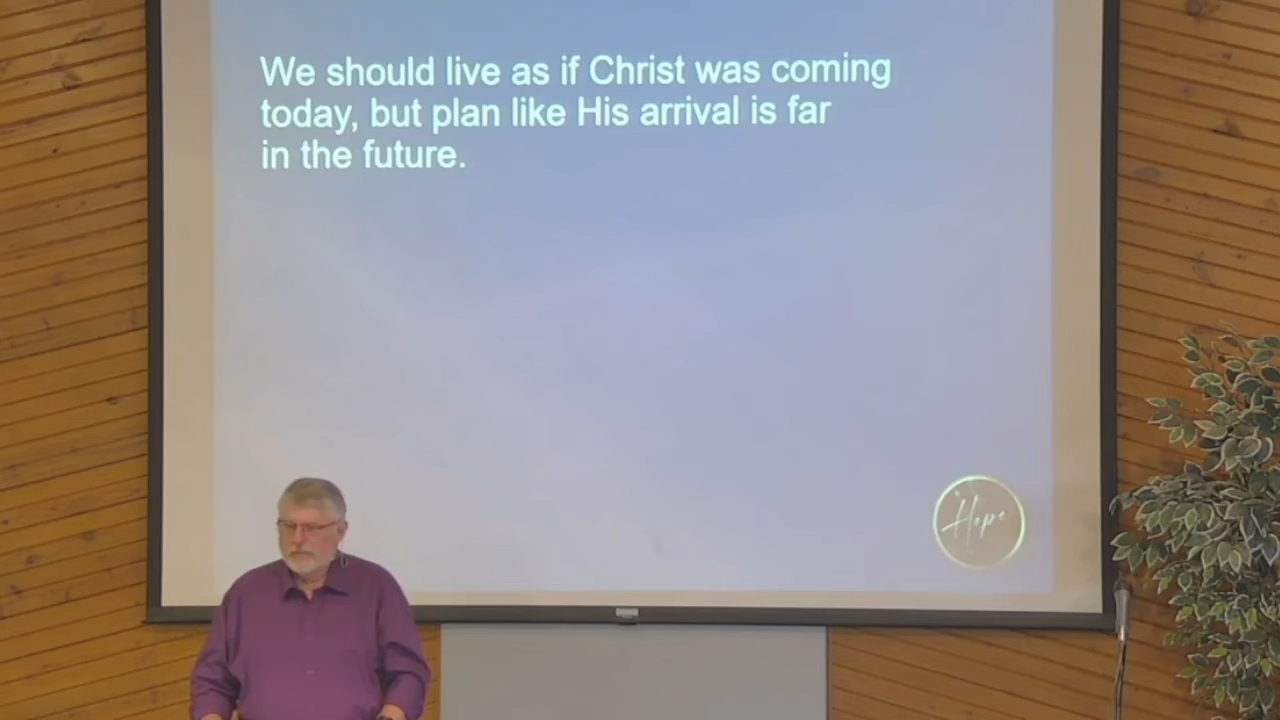 We should live as if Christ was coming
today, but plan like His arrival is far
in the future.
Hope